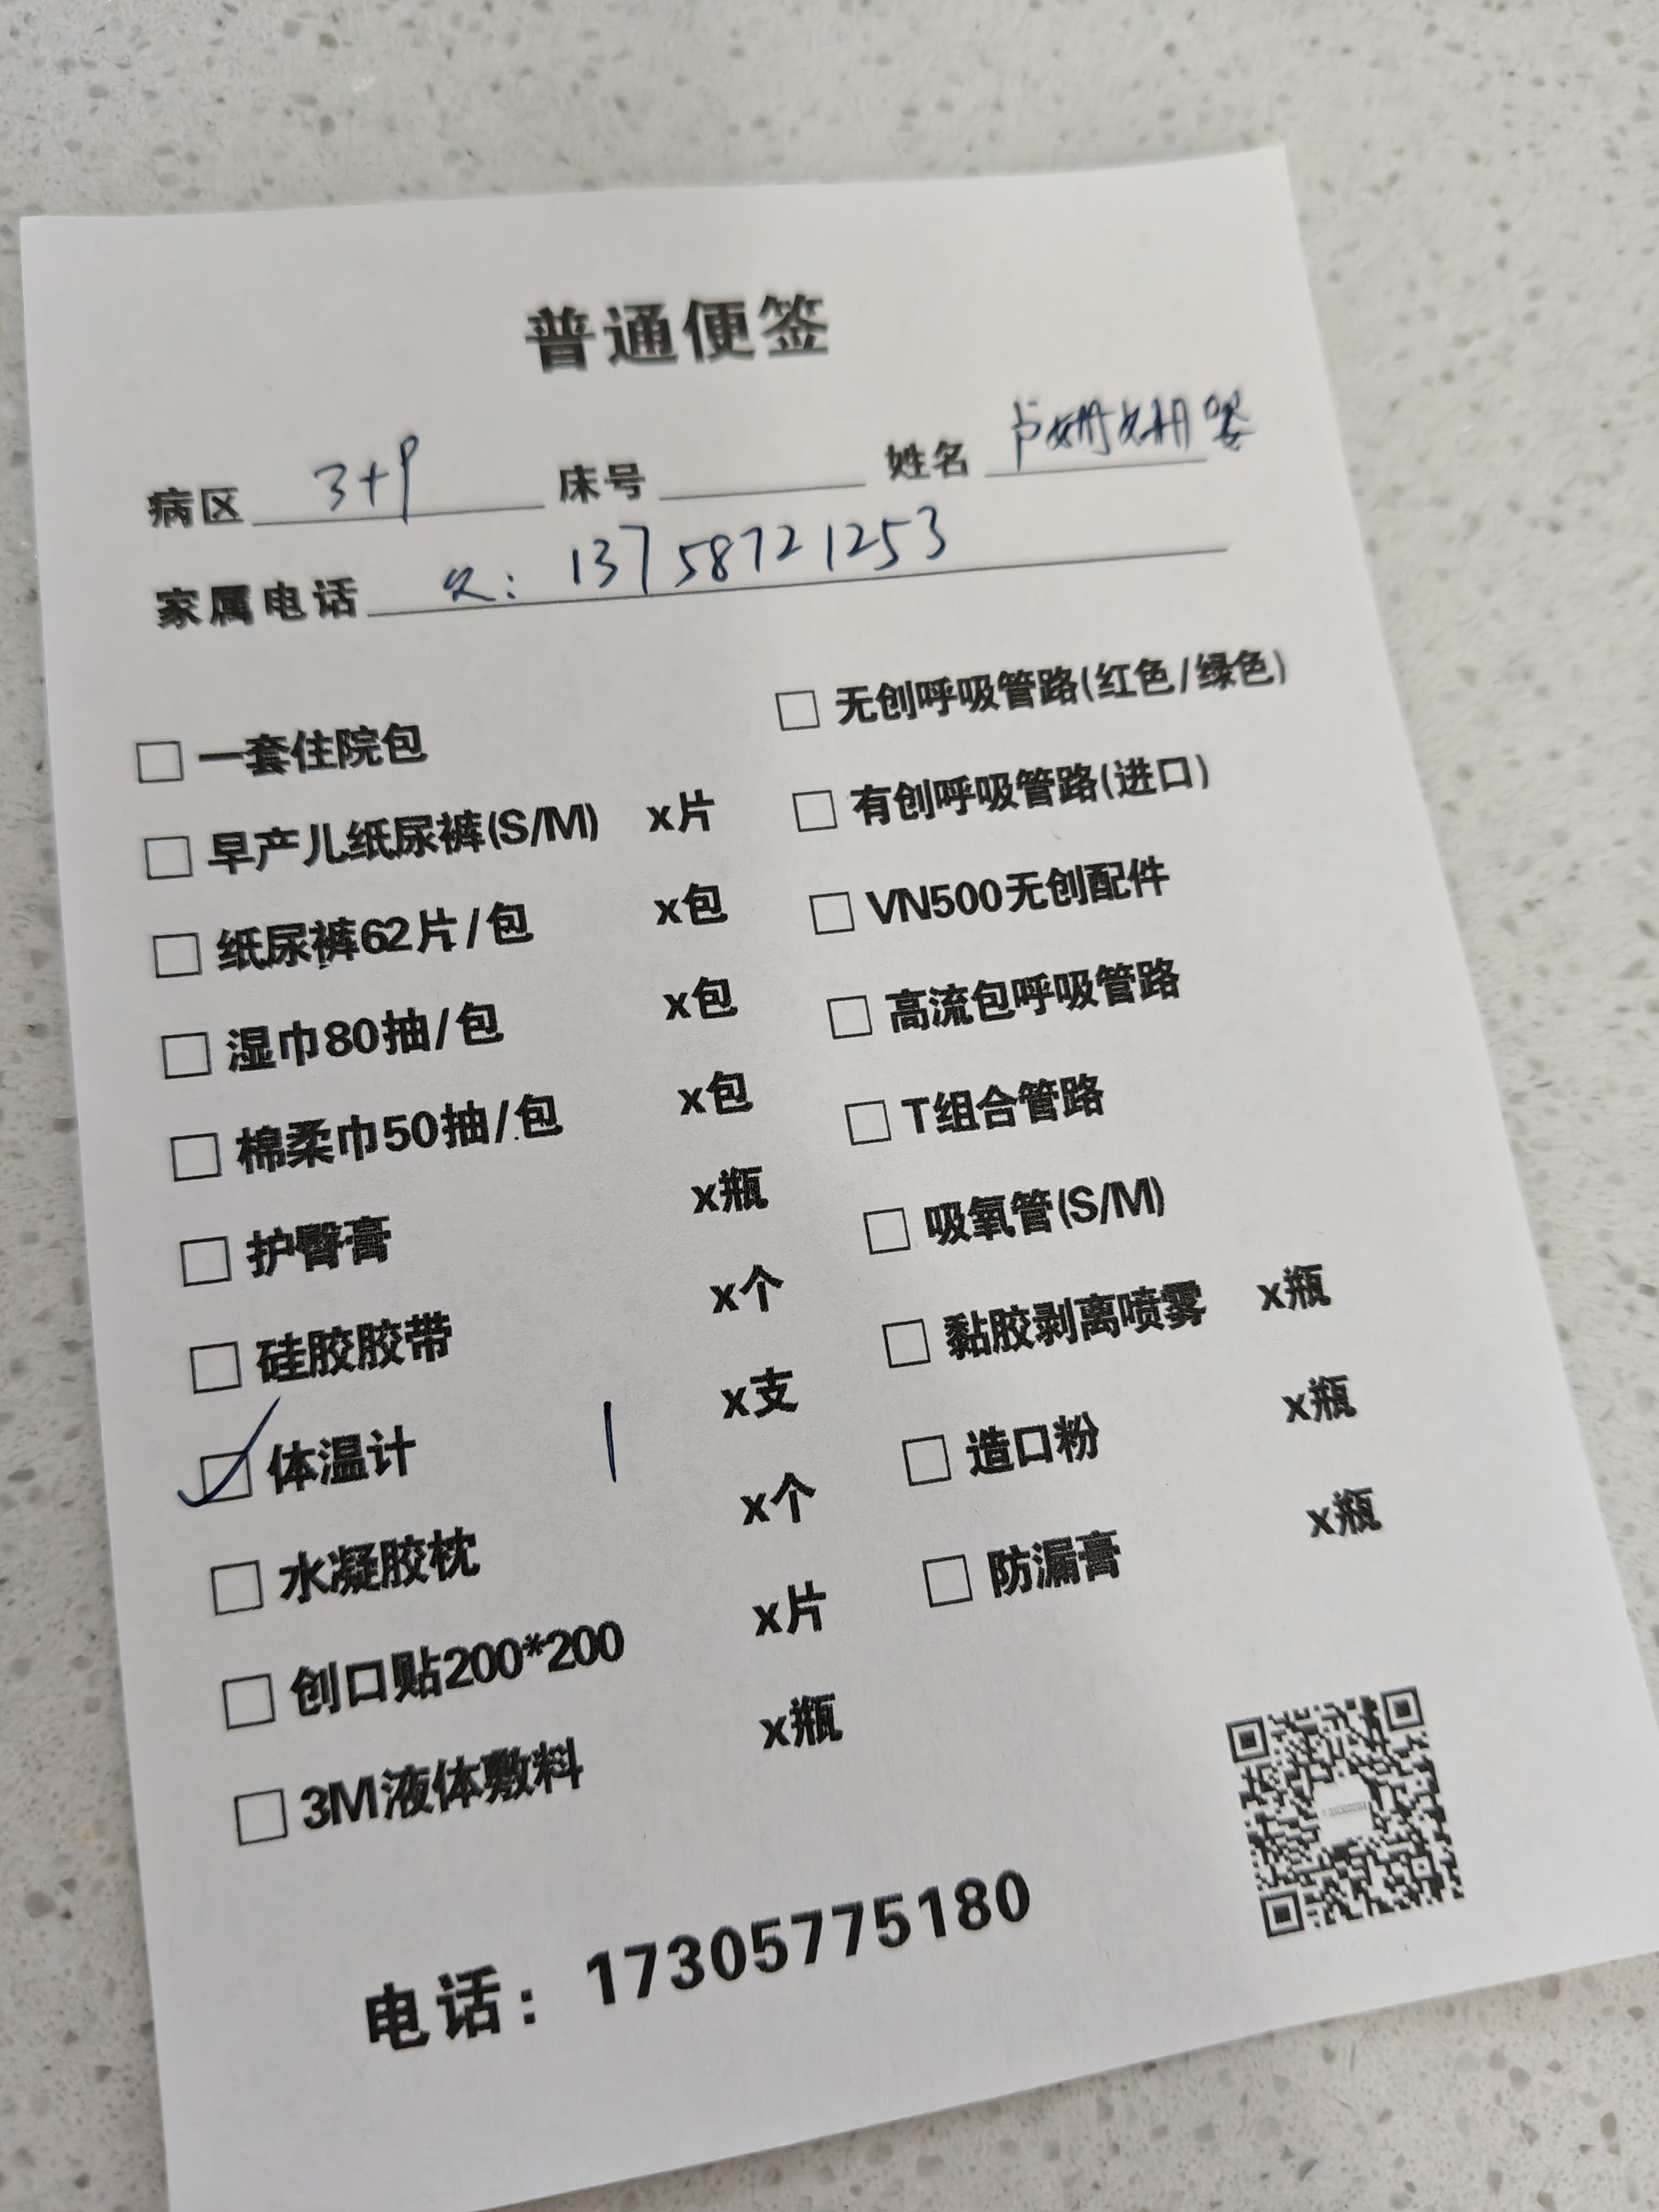 普通便签
病区 3+9 床号 姓名 卢姗姗婴
家属电话 父: 13758721253
□ 一套住院包
□ 早产儿纸尿裤(S/M) x片
□ 纸尿裤62片/包 x包
□ 湿巾80抽/包 x包
□ 棉柔巾50抽/包 x包
□ 护臀膏 x瓶
□ 硅胶胶带 x个
☑ 体温计 1 x支
□ 水凝胶枕 x个
□ 创口贴200*200 x片
□ 3M液体敷料 x瓶
□ 无创呼吸管路(红色/绿色)
□ 有创呼吸管路(进口)
□ VN500无创配件
□ 高流包呼吸管路
□ T组合管路
□ 吸氧管(S/M)
□ 黏胶剥离喷雾 x瓶
□ 造口粉 x瓶
□ 防漏膏 x瓶
电话: 17305775180